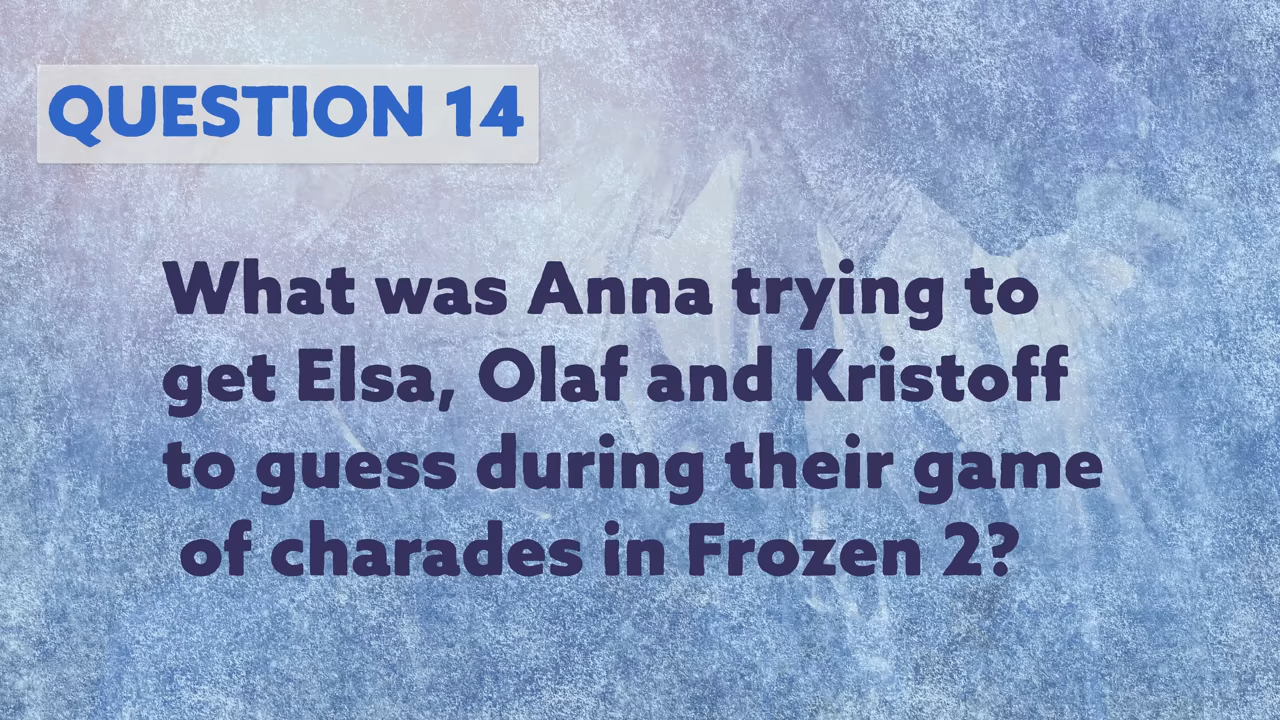 QUESTION 14
What was Anna trying to
get Elsa, Olaf and Kristoff
to guess during their game
of charades in Frozen 2?